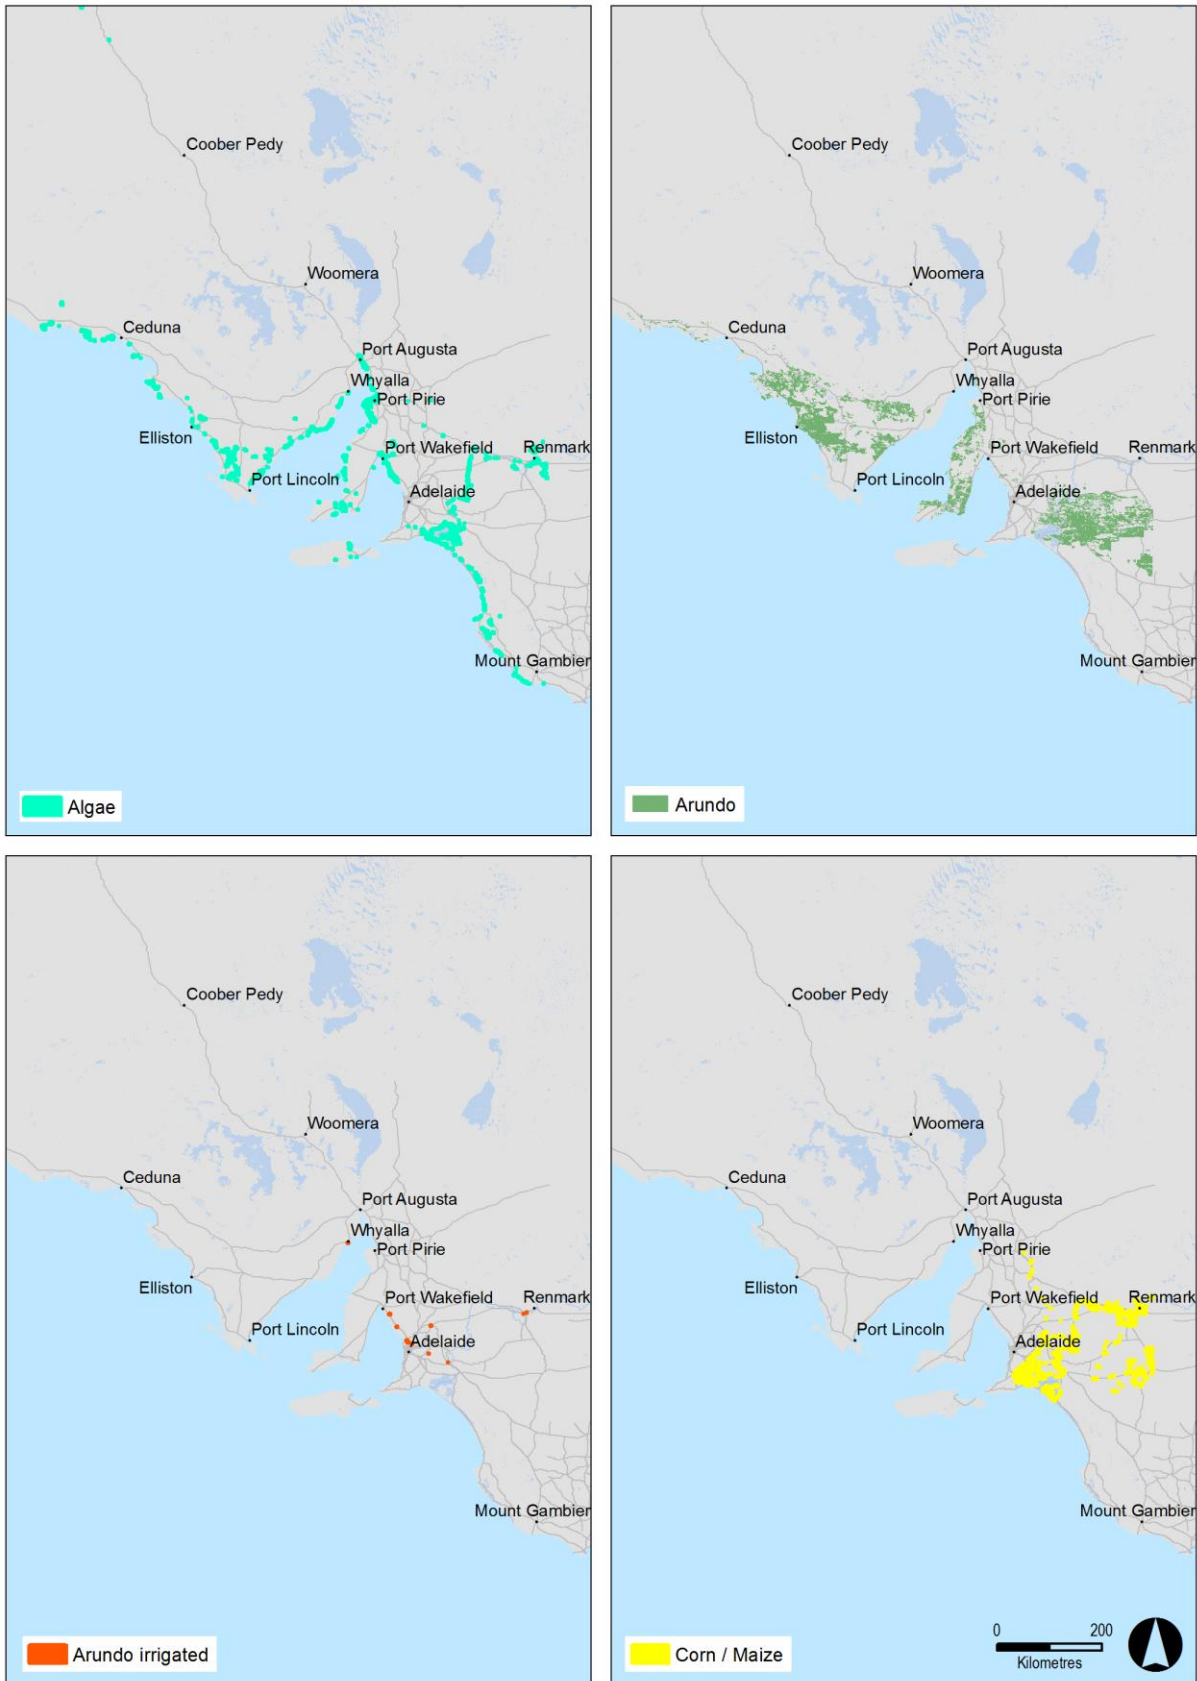 Coober Pedy
Woomera
Ceduna
Port Augusta
Whyalla
Port Pirie
Elliston
Port Wakefield
Renmark
Port Lincoln
Adelaide
Mount Gambier
Algae
Coober Pedy
Woomera
Ceduna
Port Augusta
Whyalla
Port Pirie
Elliston
Port Wakefield
Renmark
Port Lincoln
Adelaide
Mount Gambier
Arundo
Coober Pedy
Woomera
Ceduna
Port Augusta
Whyalla
Port Pirie
Elliston
Port Wakefield
Renmark
Port Lincoln
Adelaide
Mount Gambier
Arundo irrigated
Coober Pedy
Woomera
Ceduna
Port Augusta
Whyalla
Port Pirie
Elliston
Port Wakefield
Renmark
Port Lincoln
Adelaide
Mount Gambier
Corn / Maize
0 200
Kilometres